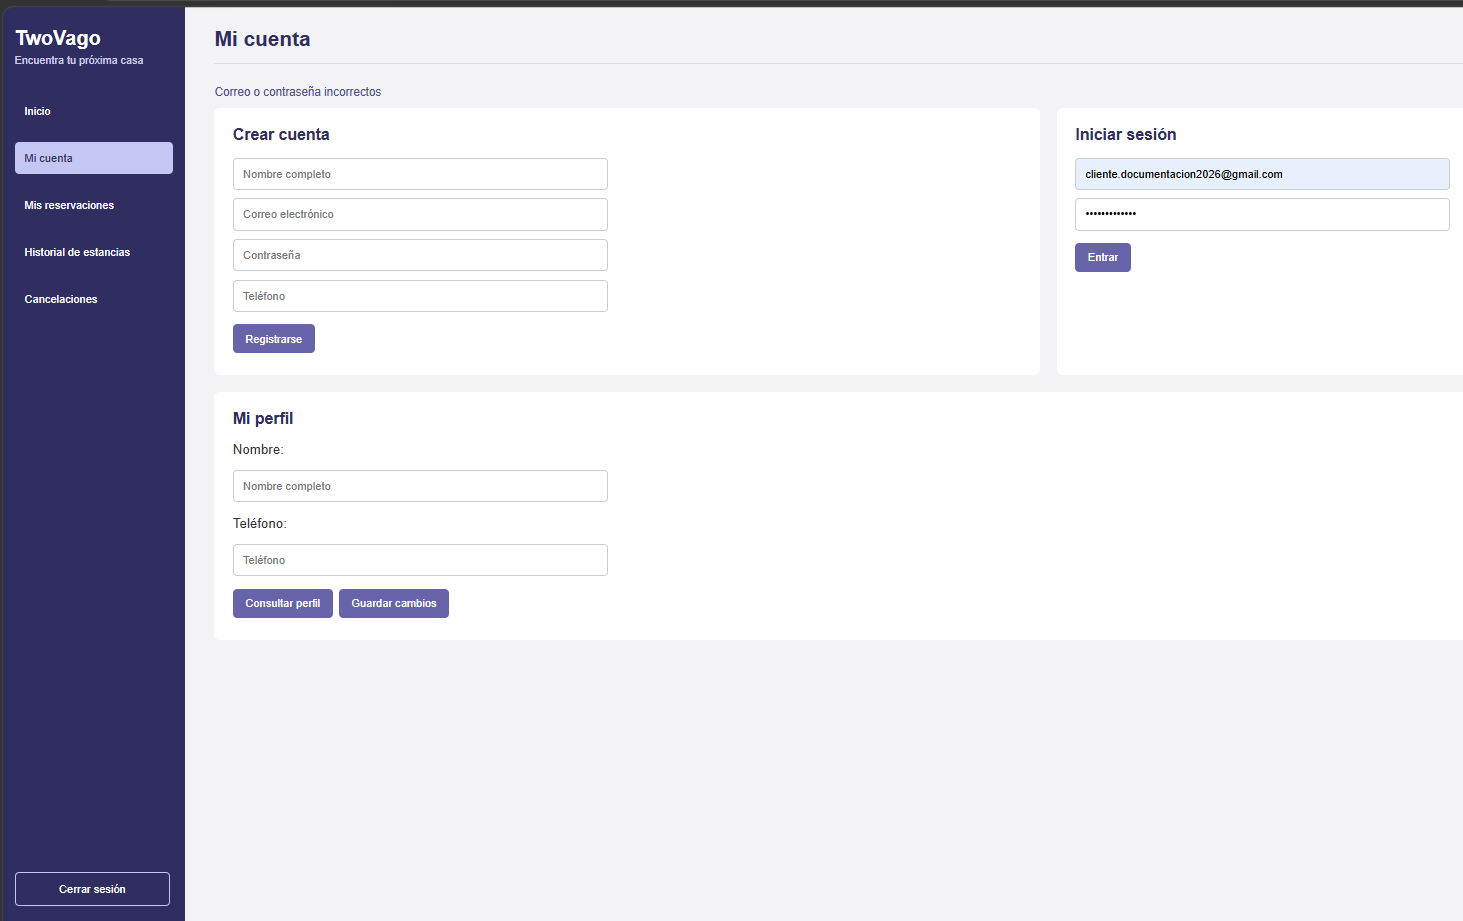 TwoVago
Encuentra tu próxima casa
Inicio
Mi cuenta
Mis reservaciones
Historial de estancias
Cancelaciones
Cerrar sesión
Mi cuenta
Correo o contraseña incorrectos
Crear cuenta
Nombre completo
Correo electrónico
Contraseña
Teléfono
Registrarse
Iniciar sesión
cliente.documentacion2026@gmail.com
•••••••••••••
Entrar
Mi perfil
Nombre:
Nombre completo
Teléfono:
Teléfono
Consultar perfil Guardar cambios